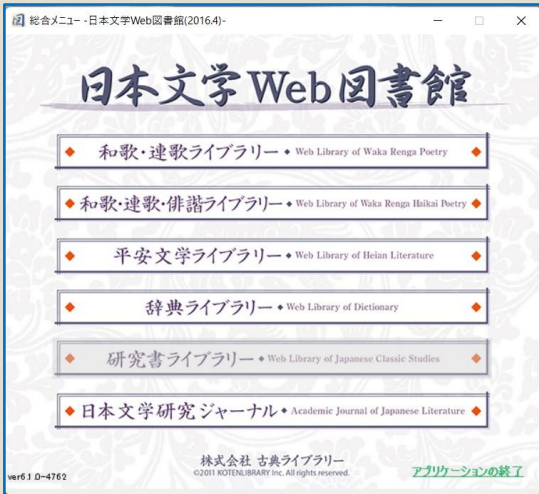 総合メニュー -日本文学Web図書館(2016.4)-
日本文学Web図書館
和歌・連歌ライブラリー ◆ Web Library of Waka Renga Poetry
和歌・連歌・俳諧ライブラリー ◆ Web Library of Waka Renga Haikai Poetry
平安文学ライブラリー ◆ Web Library of Heian Literature
辞典ライブラリー ◆ Web Library of Dictionary
研究書ライブラリー ◆ Web Library of Japanese Classic Studies
日本文学研究ジャーナル ◆ Academic Journal of Japanese Literature
株式会社 古典ライブラリー
©2011 KOTENLIBRARY Inc. All rights reserved.
ver6.1.0-4762 アプリケーションの終了